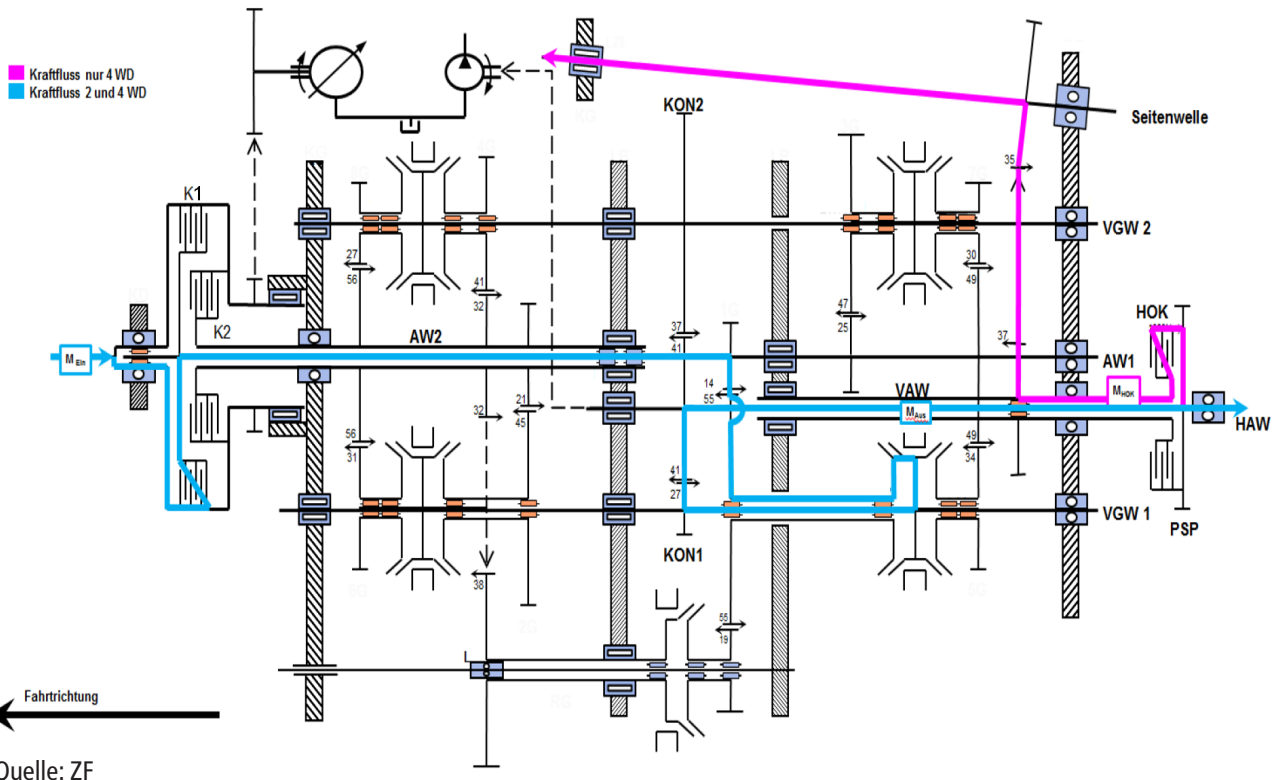 Kraftfluss nur 4 WD
Kraftfluss 2 und 4 WD
KON2
Seitenwelle
K1
35
VGW 2
27
56
41
32
30
49
47
25
K2
AW2
37
41
37
HOK
M Ein
AW1
14
55
VAW
M HOK
21
45
32
M Aus
HAW
56
31
41
27
49
34
VGW 1
KON1
PSP
38
55
19
Fahrtrichtung
Quelle: ZF